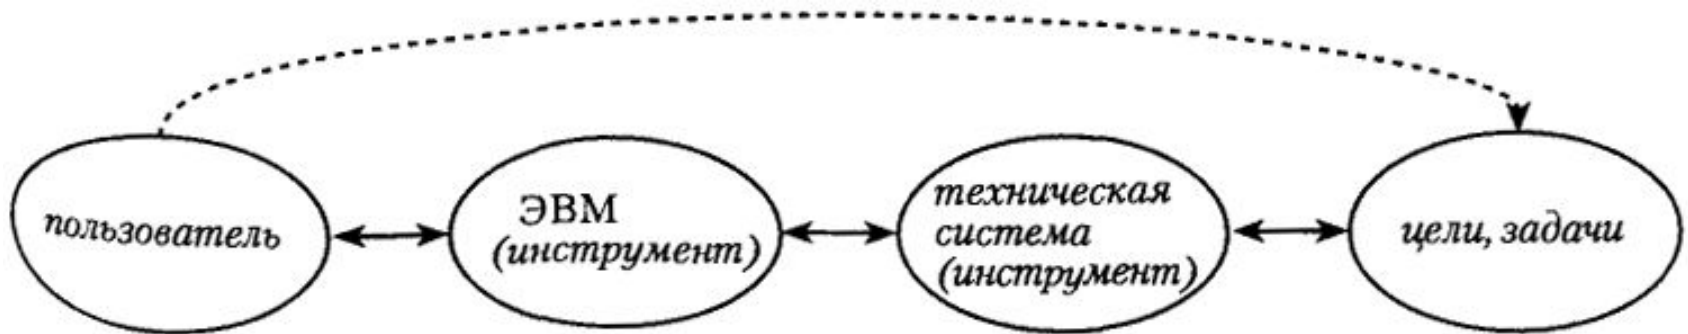 пользователь
ЭВМ
(инструмент)
техническая
система
(инструмент)
цели, задачи